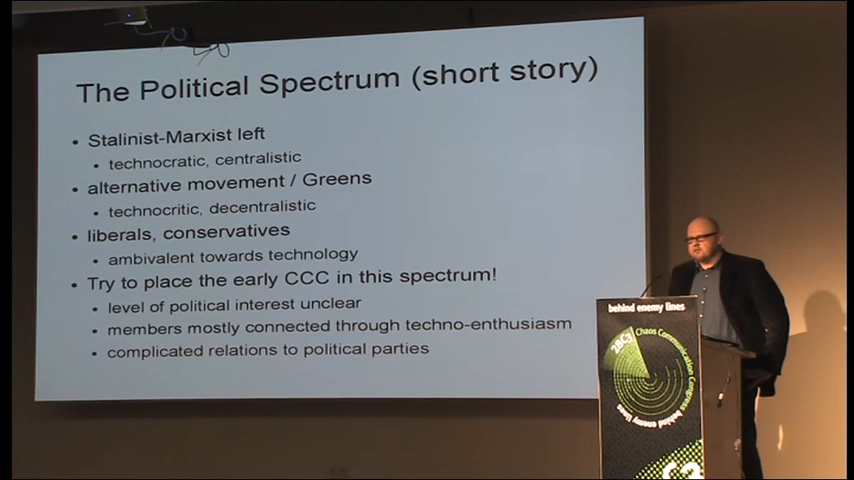 The Political Spectrum (short story)
• Stalinist-Marxist left
• technocratic, centralistic
• alternative movement / Greens
• technocritic, decentralistic
• liberals, conservatives
• ambivalent towards technology
• Try to place the early CCC in this spectrum!
• level of political interest unclear
• members mostly connected through techno-enthusiasm
• complicated relations to political parties
behind enemy lines
28C3
Chaos Communication Congress
behind enemy lines